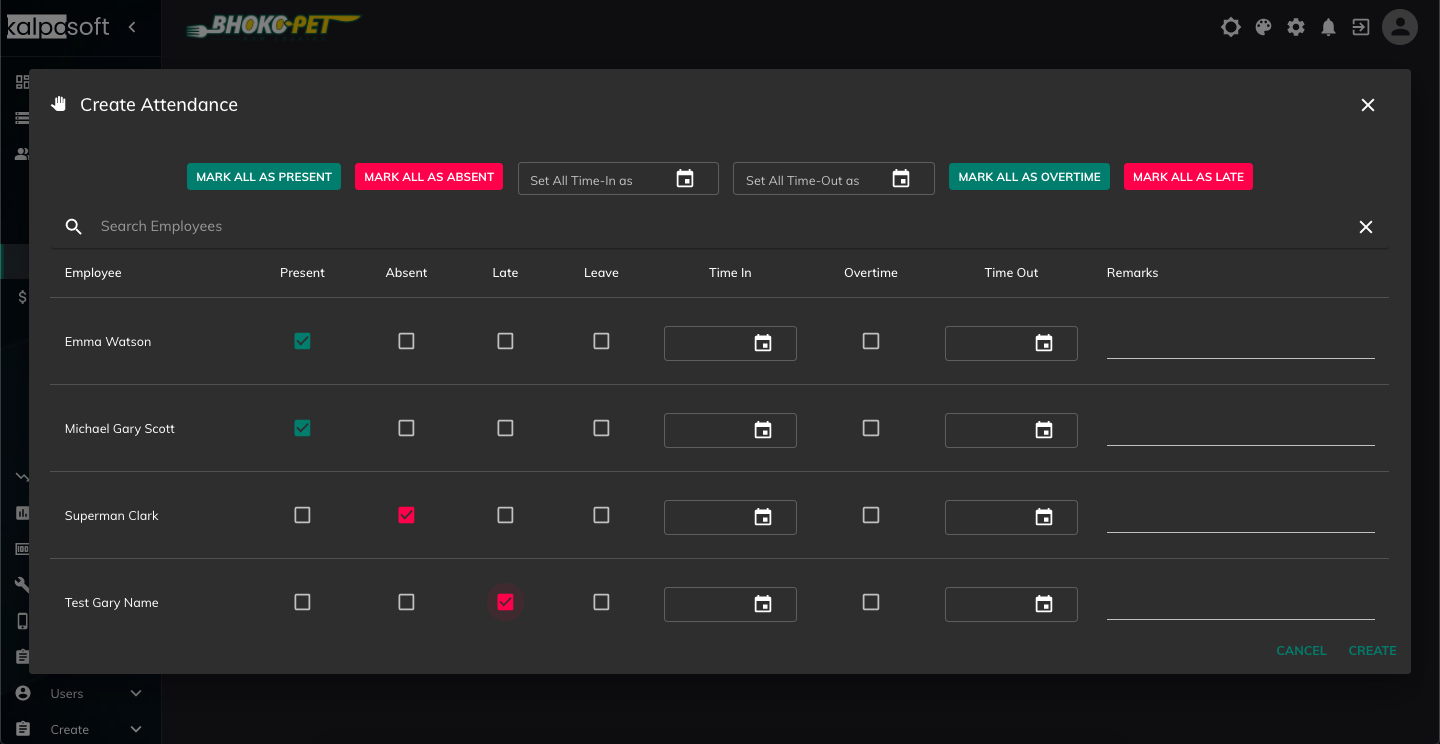 kalpasoft
BHOKO-PET
Create Attendance
MARK ALL AS PRESENT MARK ALL AS ABSENT Set All Time-In as Set All Time-Out as MARK ALL AS OVERTIME MARK ALL AS LATE
Search Employees
Employee Present Absent Late Leave Time In Overtime Time Out Remarks
Emma Watson
Michael Gary Scott
Superman Clark
Test Gary Name
CANCEL CREATE
Users
Create